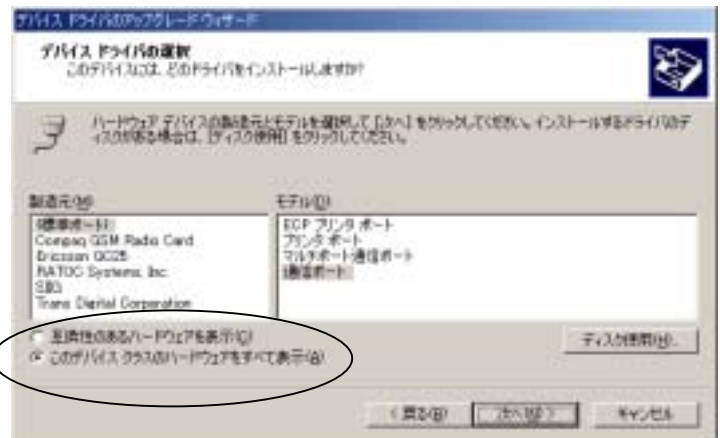 デバイス ドライバのアップグレード ウィザード
デバイス ドライバの選択
このデバイスには、どのドライバをインストールしますか?
ハードウェア デバイスの製造元とモデルを選択して [次へ] をクリックしてください。インストールするドライバのデ
ィスクがある場合は、[ディスク使用] をクリックしてください。
製造元(M)
モデル(D)
(標準ポート)
Compaq GSM Radio Card
Ericsson GC25
RATOC Systems, Inc.
SIIG
Trans Digital Corporation
ECP プリンタ ポート
プリンタ ポート
マルチポート通信ポート
通信ポート
互換性のあるハードウェアを表示(C)
このデバイス クラスのハードウェアをすべて表示(A)
ディスク使用(H)...
< 戻る(B)
次へ(N) >
キャンセル